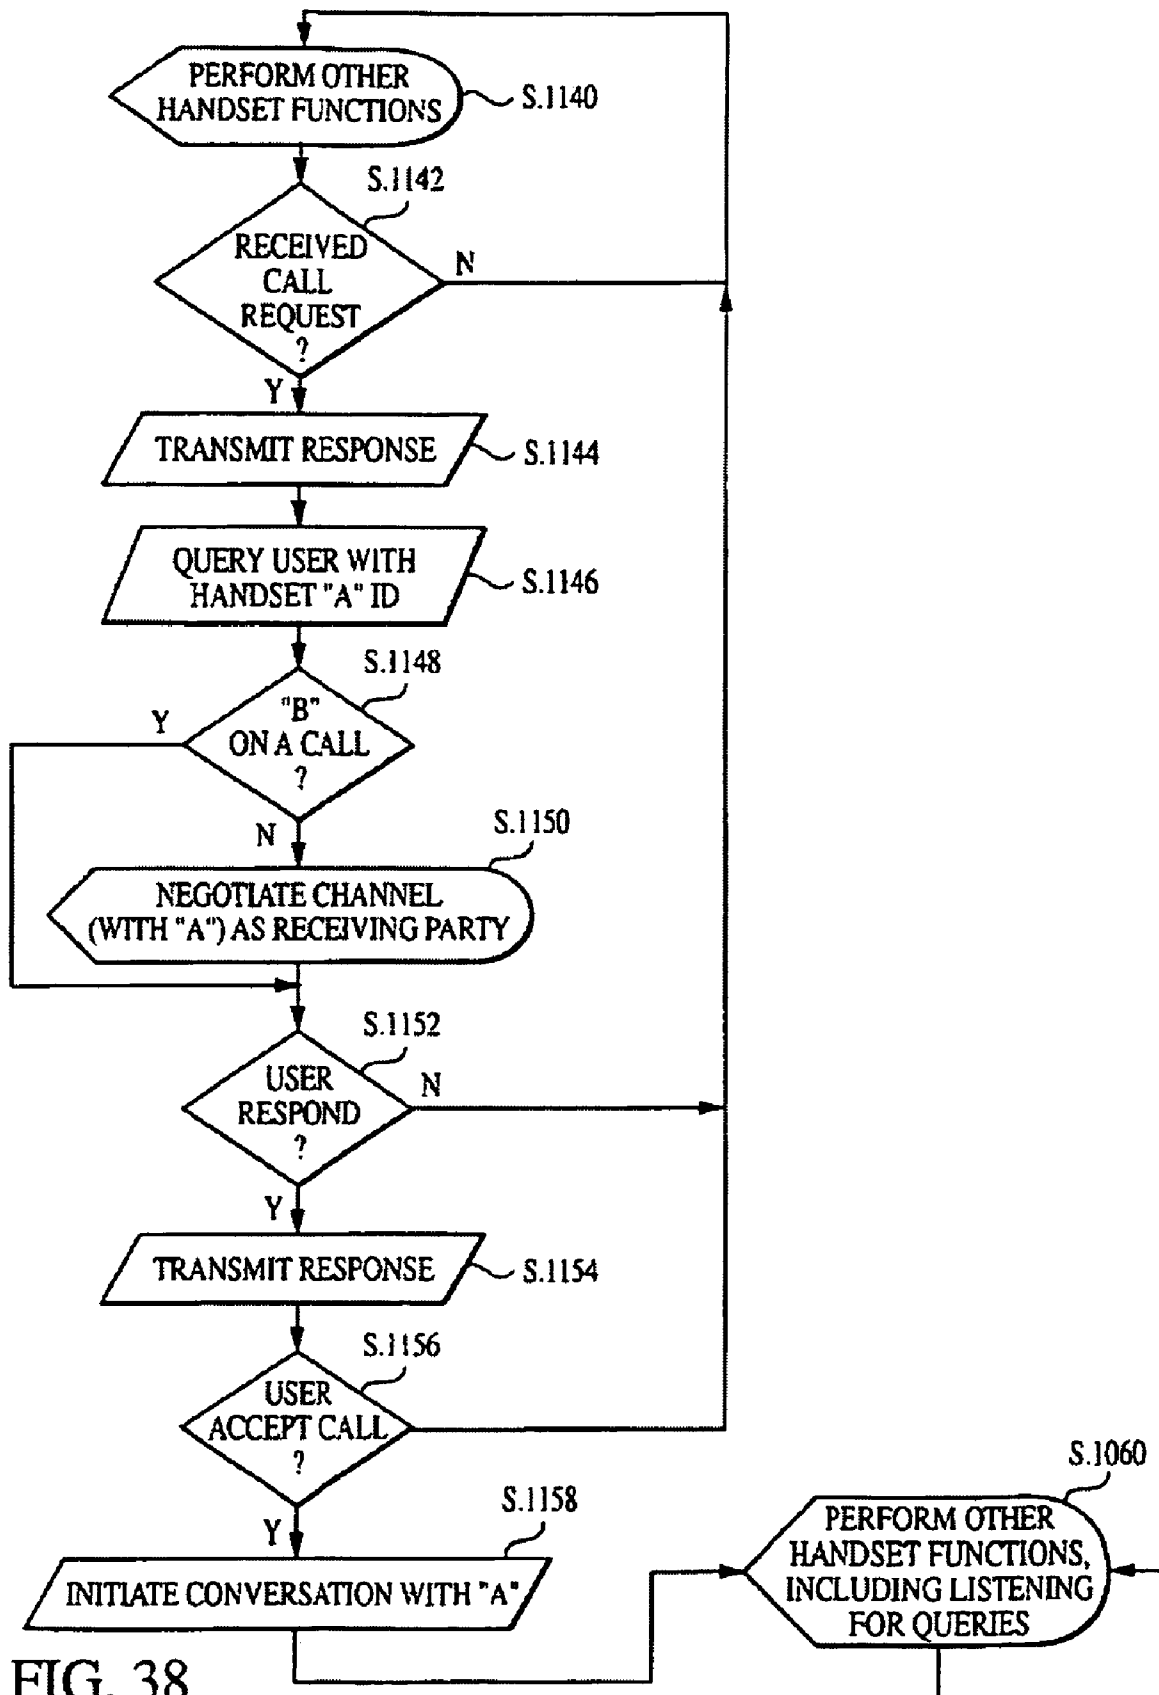 PERFORM OTHER
HANDSET FUNCTIONS
S.1140
S.1142
RECEIVED
CALL
REQUEST
?
N
Y
TRANSMIT RESPONSE
S.1144
QUERY USER WITH
HANDSET "A" ID
S.1146
S.1148
"B"
ON A CALL
?
Y
N
S.1150
NEGOTIATE CHANNEL
(WITH "A") AS RECEIVING PARTY
S.1152
USER
RESPOND
?
N
Y
TRANSMIT RESPONSE
S.1154
S.1156
USER
ACCEPT CALL
?
Y
S.1158
INITIATE CONVERSATION WITH "A"
S.1060
PERFORM OTHER
HANDSET FUNCTIONS,
INCLUDING LISTENING
FOR QUERIES
FIG. 38